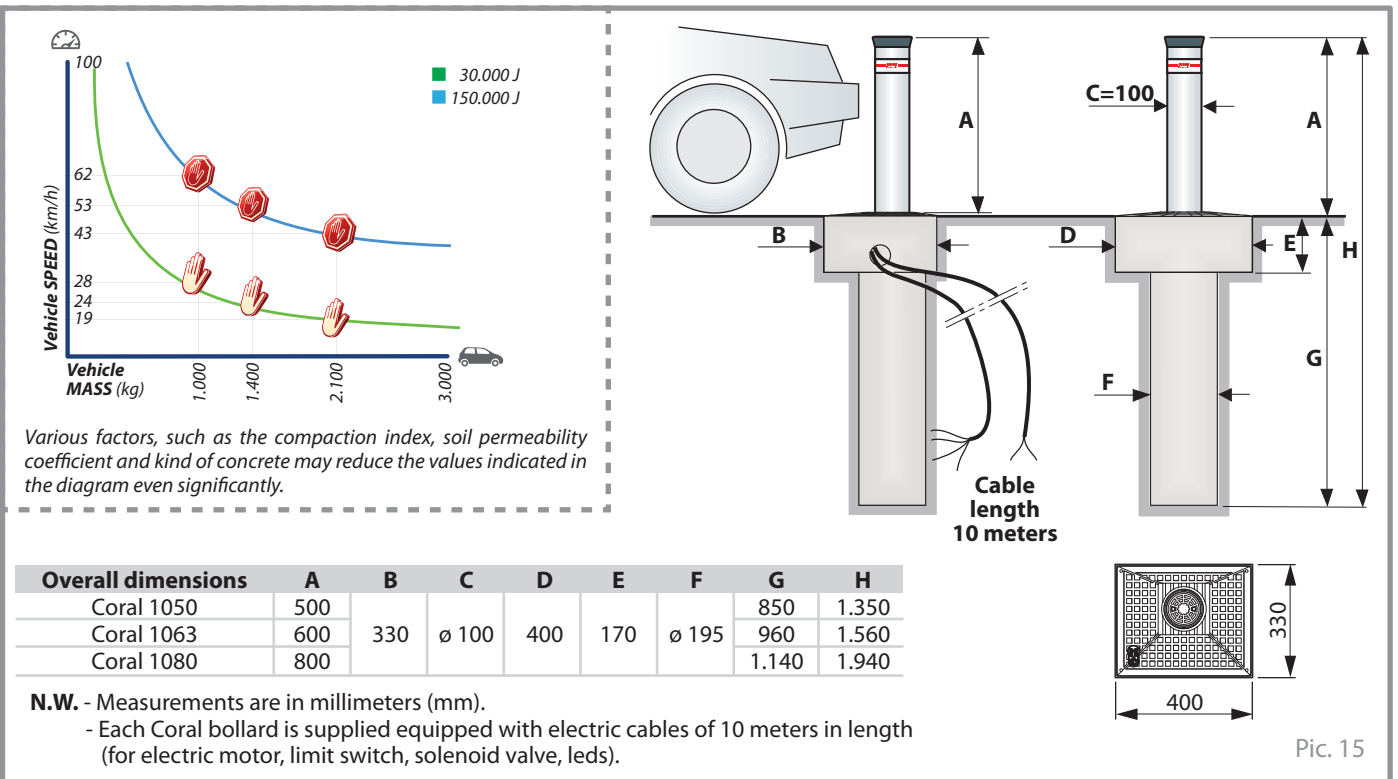 100
62
53
43
28
24
19
Vehicle SPEED (km/h)
Vehicle
MASS (kg)
1.000
1.400
2.100
3.000
30.000 J
150.000 J
Various factors, such as the compaction index, soil permeability
coefficient and kind of concrete may reduce the values indicated in
the diagram even significantly.
A
C=100
A
B
D
E
H
G
F
Cable
length
10 meters
Overall dimensions A B C D E F G H
Coral 1050 500 850 1.350
Coral 1063 600 330 ø 100 400 170 ø 195 960 1.560
Coral 1080 800 1.140 1.940
330
400
N.W. - Measurements are in millimeters (mm).
- Each Coral bollard is supplied equipped with electric cables of 10 meters in length
(for electric motor, limit switch, solenoid valve, leds).
Pic. 15